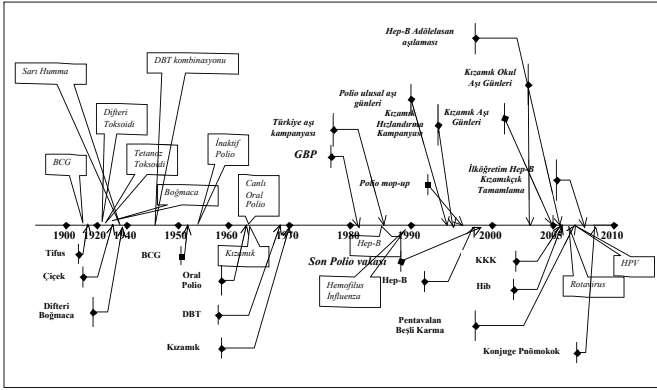 Hep-B Adölelasan
aşılaması
Sarı Humma
DBT kombinasyonu
Kızamık Okul
Aşı Günleri
Polio ulusal aşı
günleri
Difteri
Toksoidi
Türkiye aşı
kampanyası
Kızamık
Hızlandırma
Kampanyası
Kızamık Aşı
Günleri
İnaktif
Polio
Tetanoz
Toksoidi
BCG
GBP
Boğmaca
Canlı
Oral
Polio
Polio mop-up
İlköğretim Hep-B
Kızamıkçık
Tamamlama
1900 1920 1940 1950 1960 1970 1980 1990 2000 2005 2010
Tifus
BCG
Kızamık
Hep-B
Son Polio vakası
KKK
HPV
Çiçek
Oral
Polio
Hemofilus
Influenza
Hep-B
Hib
Rotavirus
Difteri
Boğmaca
DBT
Pentavalan
Beşli Karma
Kızamık
Konjuge Pnömokok